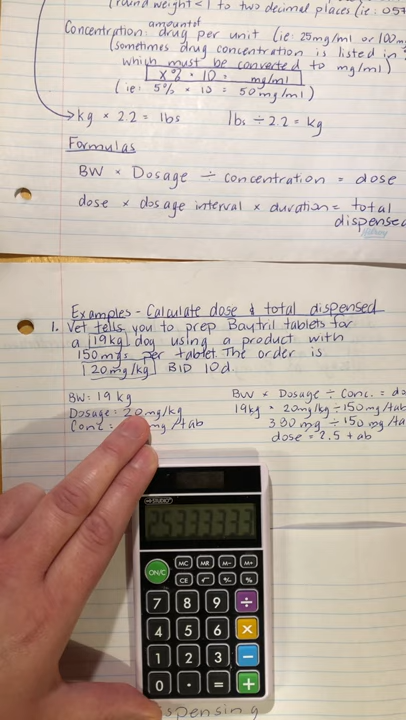 (round weight < 1 to two decimal places (ie: 057
amount of
Concentration: drug per unit (ie: 25mg/ml or 100m
(sometimes drug concentration is listed in
which must be converted to mg/ml)
X% · 10 = mg/ml
(ie: 5% × 10 = 50mg/ml)
kg × 2.2 = lbs lbs ÷ 2.2 = kg
Formulas
BW × Dosage ÷ concentration = dose
dose × dosage interval × duration = total
dispensed
Examples - Calculate dose & total dispensed
1. Vet tells you to prep Baytril tablets for
a 19kg dog using a product with
150mgs per tablet. The order is
20mg/kg BID 10d.
BW = 19 kg
Dosage = 20mg/kg
Conc = mg/tab
BW × Dosage ÷ Conc. = do
19kg × 20mg/kg ÷ 150mg/tab
380mg ÷ 150mg/ta
dose = 2.5 tab
STUDIO
2.5333333
MC MR M- M+
ON/C CE √ +/- %
7 8 9 ÷
4 5 6 ×
1 2 3 −
0 · = +
spensing